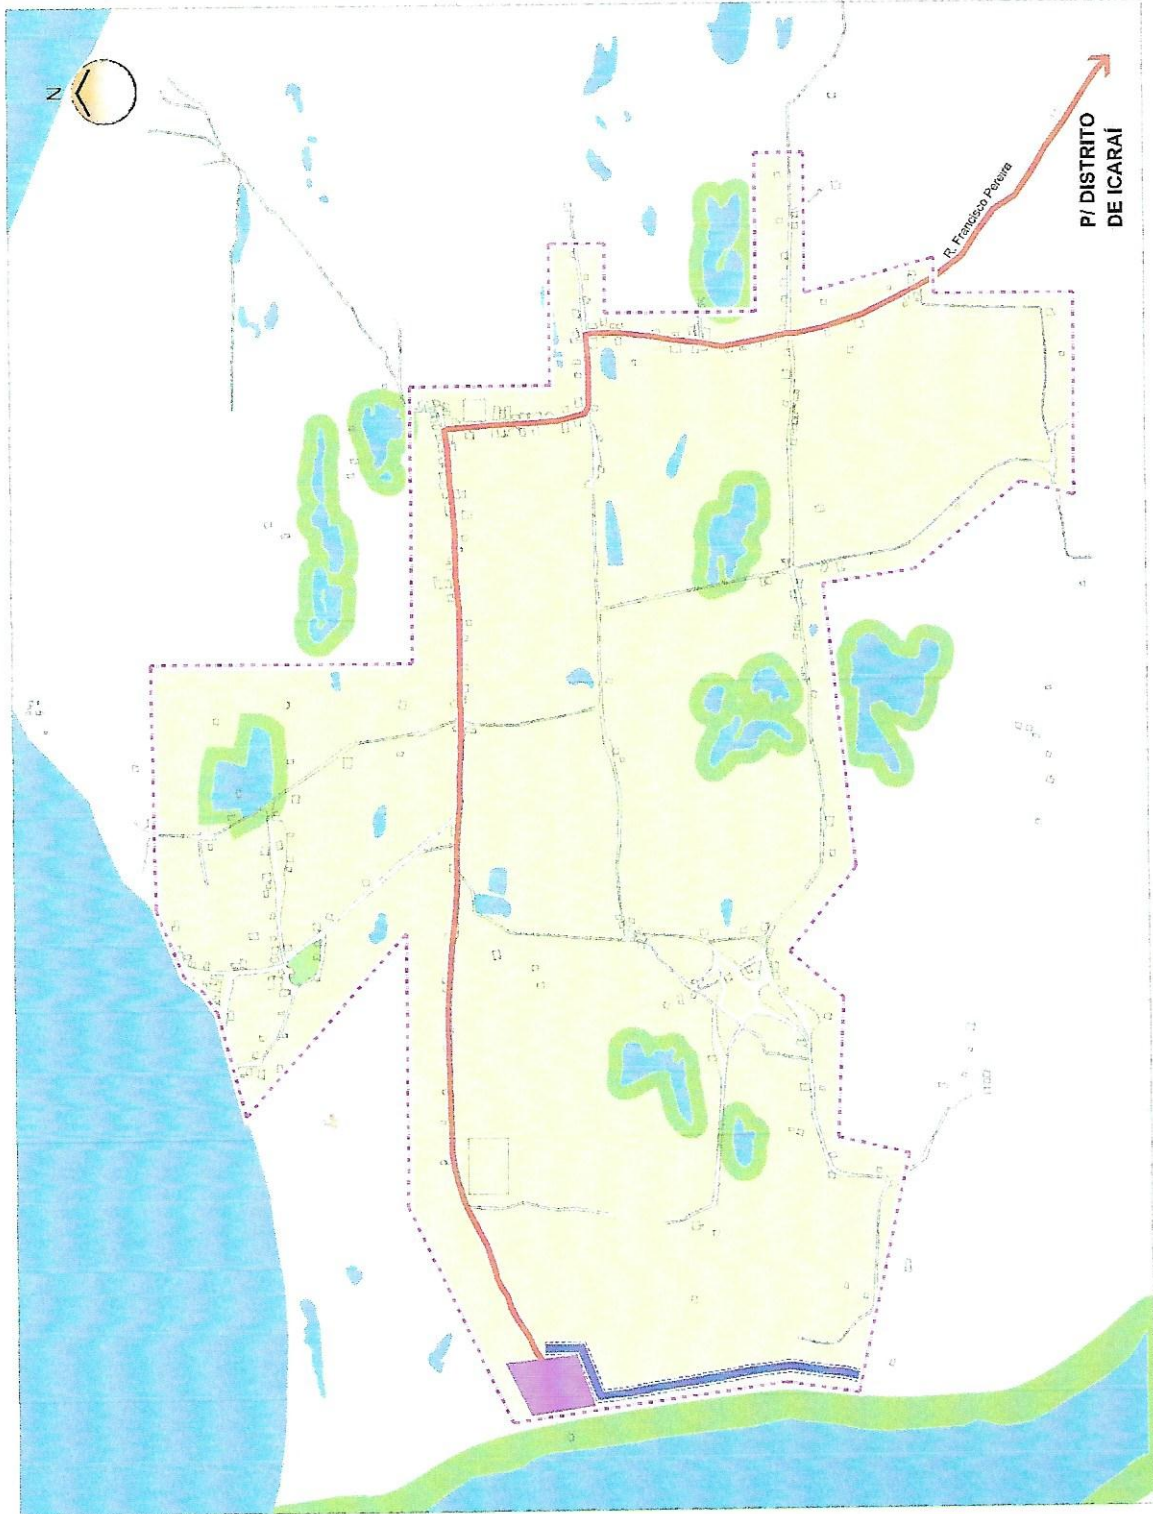 N
R. Francisco Pereira
P/ DISTRITO
DE ICARAÍ